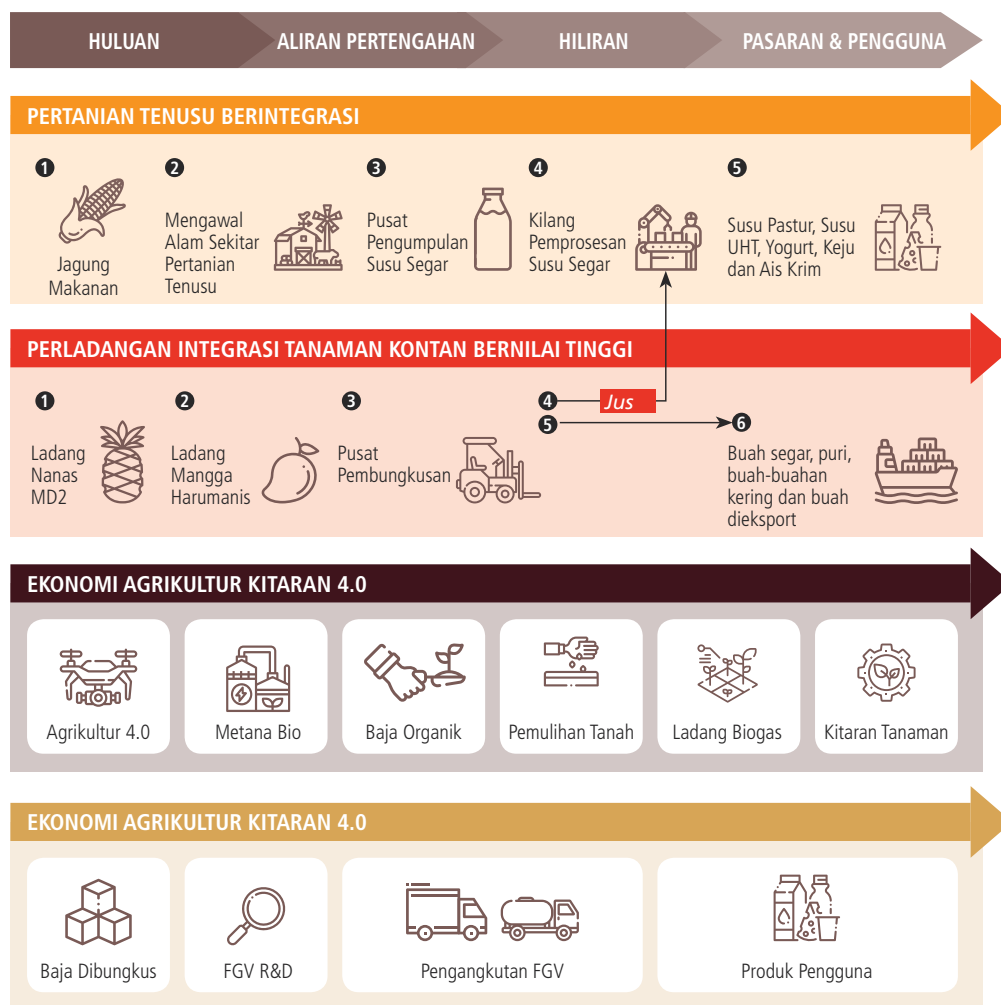 HULUAN
ALIRAN PERTENGAHAN
HILIRAN
PASARAN & PENGGUNA
PERTANIAN TENUSU BERINTEGRASI
1
Jagung
Makanan
2
Mengawal
Alam Sekitar
Pertanian
Tenusu
3
Pusat
Pengumpulan
Susu Segar
4
Kilang
Pemprosesan
Susu Segar
5
Susu Pastur, Susu
UHT, Yogurt, Keju
dan Ais Krim
PERLADANGAN INTEGRASI TANAMAN KONTAN BERNILAI TINGGI
1
Ladang
Nanas
MD2
2
Ladang
Mangga
Harumanis
3
Pusat
Pembungkusan
4
Jus
5
6
Buah segar, puri,
buah-buahan
kering dan buah
dieksport
EKONOMI AGRIKULTUR KITARAN 4.0
Agrikultur 4.0
Metana Bio
Baja Organik
Pemulihan Tanah
Ladang Biogas
Kitaran Tanaman
EKONOMI AGRIKULTUR KITARAN 4.0
Baja Dibungkus
FGV R&D
Pengangkutan FGV
Produk Pengguna